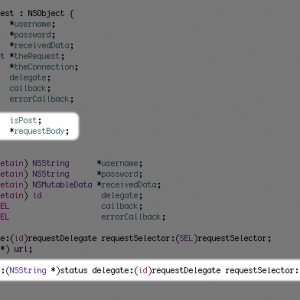 est : NSObject {
*username;
*password;
*receivedData;
t *theRequest;
*theConnection;
delegate;
callback;
errorCallback;
isPost;
*requestBody;
etain) NSString *username;
etain) NSString *password;
etain) NSMutableData *receivedData;
etain) id delegate;
EL callback;
EL errorCallback;
e:(id)requestDelegate requestSelector:(SEL)requestSelector;
*) url;
:(NSString *)status delegate:(id)requestDelegate requestSelector: